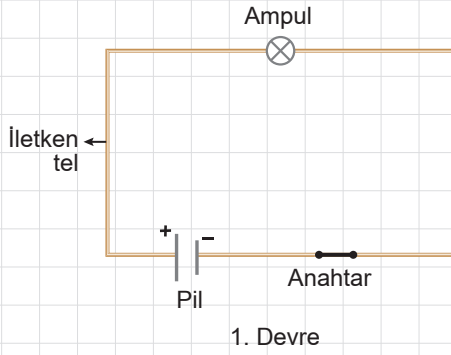 Ampul
İletken
tel
+
−
Pil
Anahtar
1. Devre